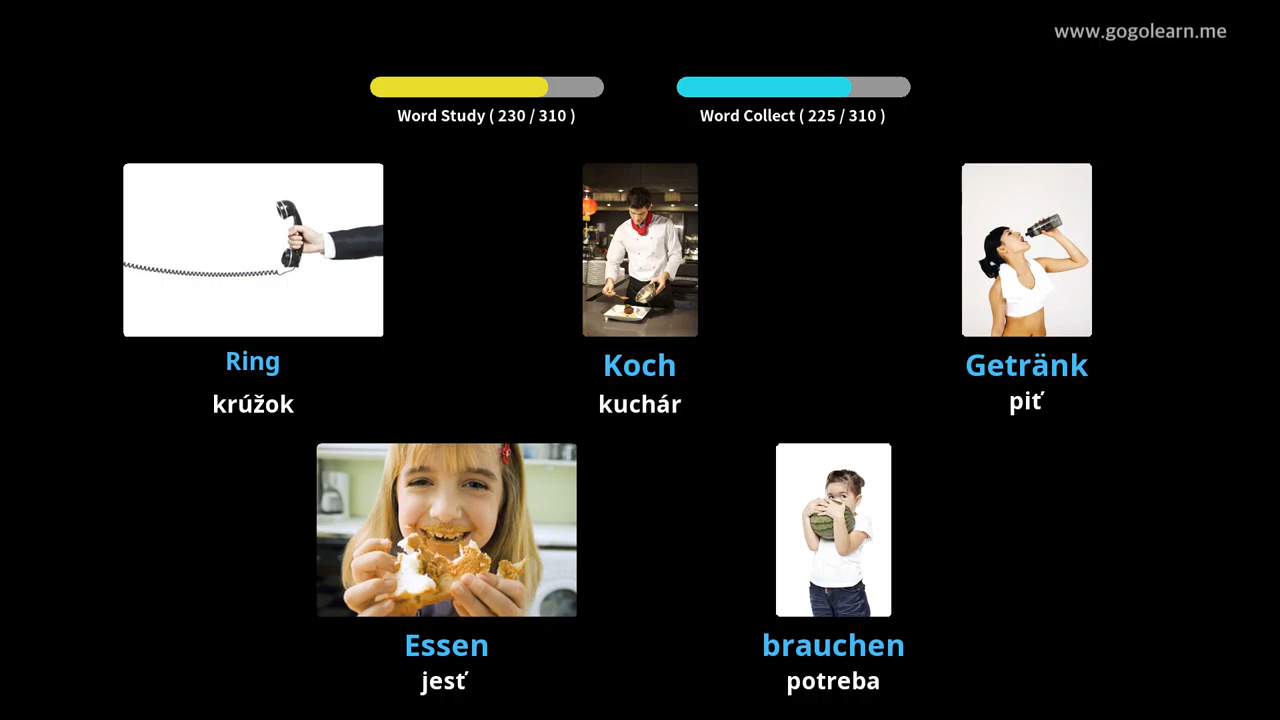 www.gogolearn.me
Word Study ( 230 / 310 )
Word Collect ( 225 / 310 )
Ring
krúžok
Koch
kuchár
Getränk
piť
Essen
jesť
brauchen
potreba